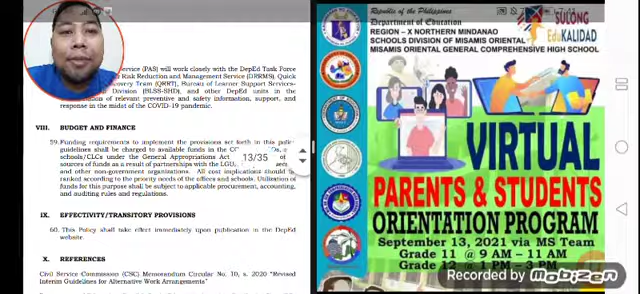 Service (PAS) will work closely with the DepEd Task Force
Risk Reduction and Management Service (DRRMS), Quick
very Team (QRRT), Bureau of Learner Support Services-
Division (BLSS-SHD), and other DepEd units in the
of relevant preventive and safety information, support, and
response in the midst of the COVID-19 pandemic.
VIII. BUDGET AND FINANCE
59. Funding requirements to implement the provisions set forth in this policy
guidelines shall be charged to available funds in the
schools/CLCs under the General Appropriations Act of
sources of funds as a result of partnerships with the LGU,
and other non-government organizations. All cost implications should be
ranked according to the priority needs of the offices and schools. Utilization of
funds for this purpose shall be subject to applicable procurement, accounting,
and auditing rules and regulations.
13/35
IX. EFFECTIVITY/TRANSITORY PROVISIONS
60. This Policy shall take effect immediately upon publication in the DepEd
website.
X. REFERENCES
Civil Service Commission (CSC) Memorandum Circular No. 10, s. 2020 "Revised
Interim Guidelines for Alternative Work Arrangements"
Republic of the Philippines
Department of Education
REGION - X NORTHERN MINDANAO
SCHOOLS DIVISION OF MISAMIS ORIENTAL
MISAMIS ORIENTAL GENERAL COMPREHENSIVE HIGH SCHOOL
SULONG
EduKALIDAD
VIRTUAL
PARENTS & STUDENTS
ORIENTATION PROGRAM
September 13, 2021 via MS Team
Grade 11 @ 9 AM - 11 AM
Grade 12 @ 1 PM - 3 PM
Recorded by Mobizen